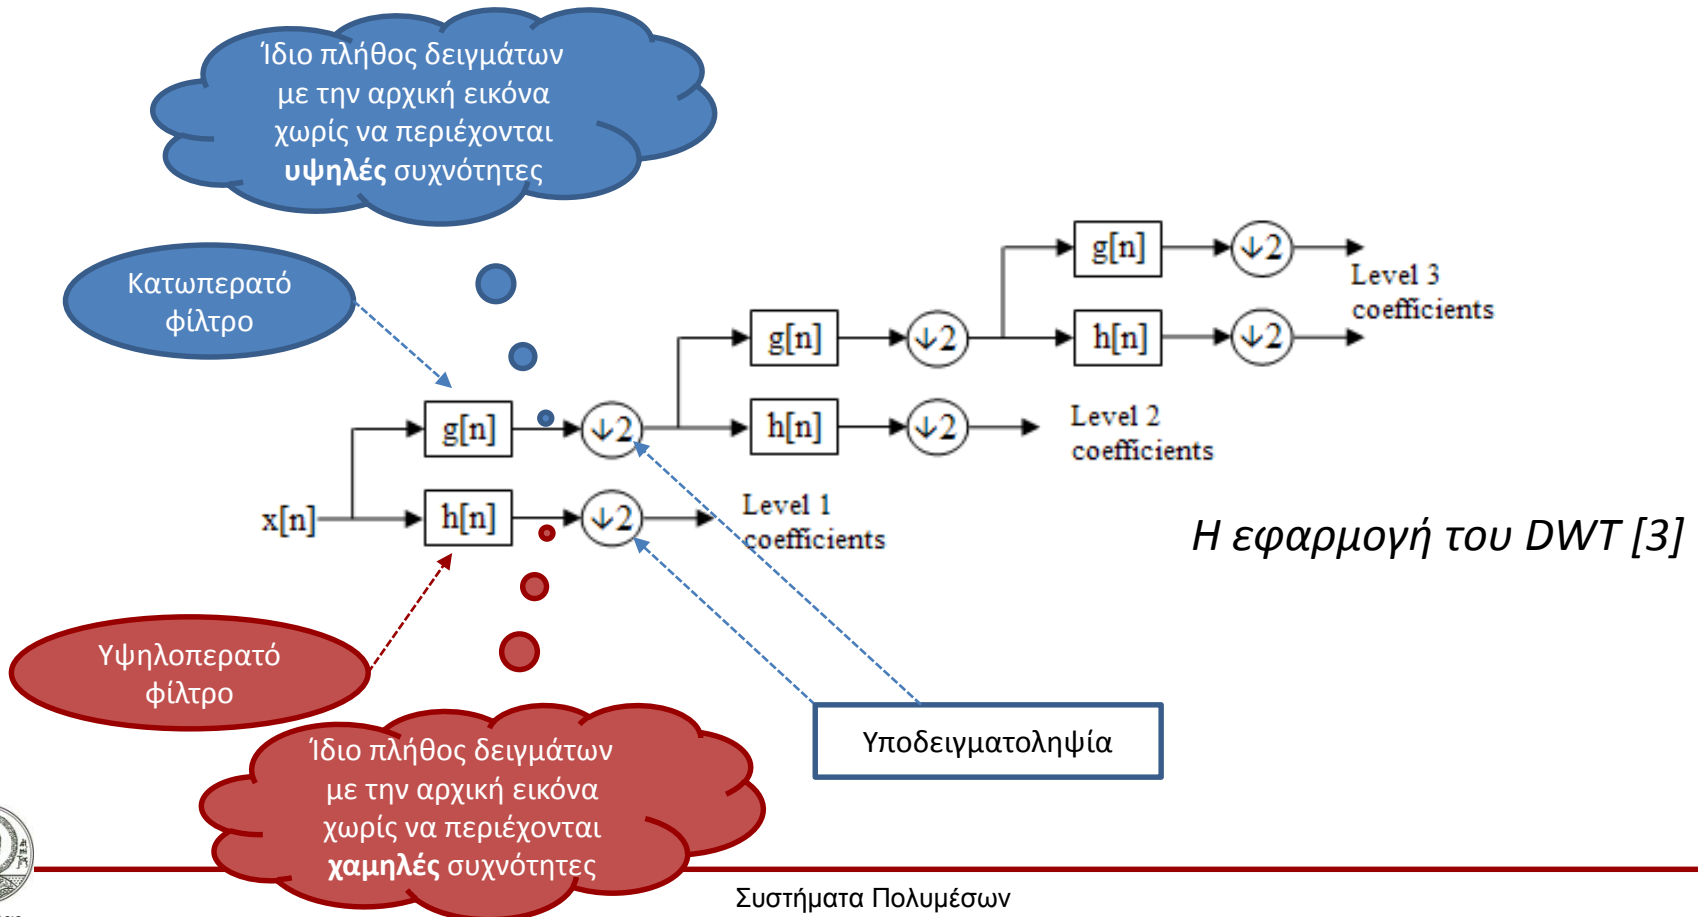 Ίδιο πλήθος δειγμάτων
με την αρχική εικόνα
χωρίς να περιέχονται
υψηλές συχνότητες
Κατωπερατό
φίλτρο
g[n]
↓2
Level 3
coefficients
g[n]
↓2
h[n]
↓2
g[n]
↓2
h[n]
↓2
Level 2
coefficients
x[n]
h[n]
↓2
Level 1
coefficients
Η εφαρμογή του DWT [3]
Υψηλοπερατό
φίλτρο
Υποδειγματοληψία
Ίδιο πλήθος δειγμάτων
με την αρχική εικόνα
χωρίς να περιέχονται
χαμηλές συχνότητες
Συστήματα Πολυμέσων